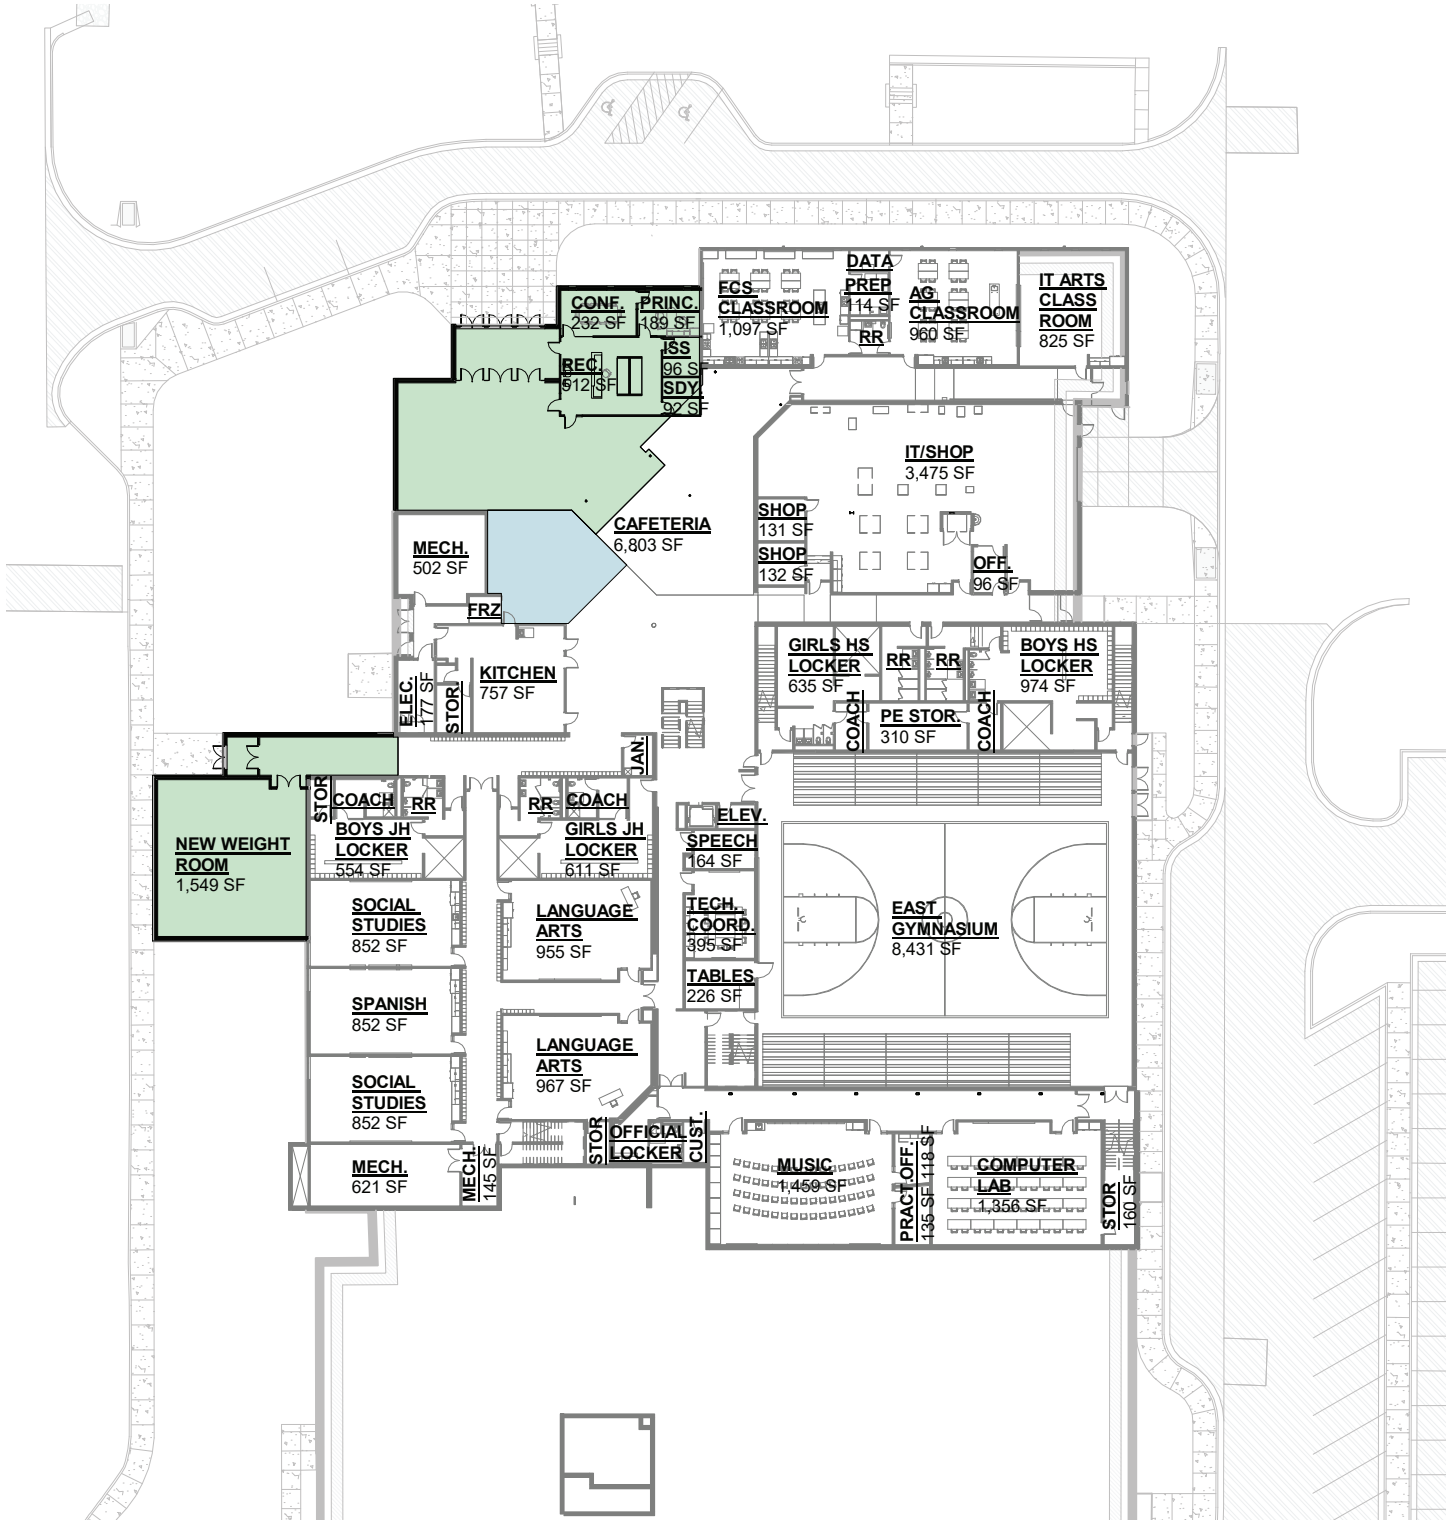 CONF.
232 SF
PRINC.
189 SF
FCS
CLASSROOM
1,097 SF
DATA
PREP
114 SF
RR
AG
CLASSROOM
960 SF
IT ARTS
CLASS
ROOM
825 SF
REC.
512 SF
ISS
96 SF
SDY.
92 SF
IT/SHOP
3,475 SF
SHOP
131 SF
SHOP
132 SF
OFF.
96 SF
CAFETERIA
6,803 SF
MECH.
502 SF
FRZ
KITCHEN
757 SF
ELEC.
177 SF
STOR.
GIRLS HS
LOCKER
635 SF
RR
RR
BOYS HS
LOCKER
974 SF
COACH
PE STOR.
310 SF
COACH
JAN.
STOR
COACH
RR
BOYS JH
LOCKER
554 SF
RR
COACH
GIRLS JH
LOCKER
611 SF
NEW WEIGHT
ROOM
1,549 SF
ELEV.
SPEECH
164 SF
TECH.
COORD.
395 SF
TABLES
226 SF
EAST
GYMNASIUM
8,431 SF
SOCIAL
STUDIES
852 SF
LANGUAGE
ARTS
955 SF
SPANISH
852 SF
LANGUAGE
ARTS
967 SF
SOCIAL
STUDIES
852 SF
MECH.
621 SF
MECH.
145 SF
STOR
OFFICIAL
LOCKER
CUST.
MUSIC
1,459 SF
PRACT.
135 SF
OFF.
118 SF
COMPUTER
LAB
1,356 SF
STOR
160 SF